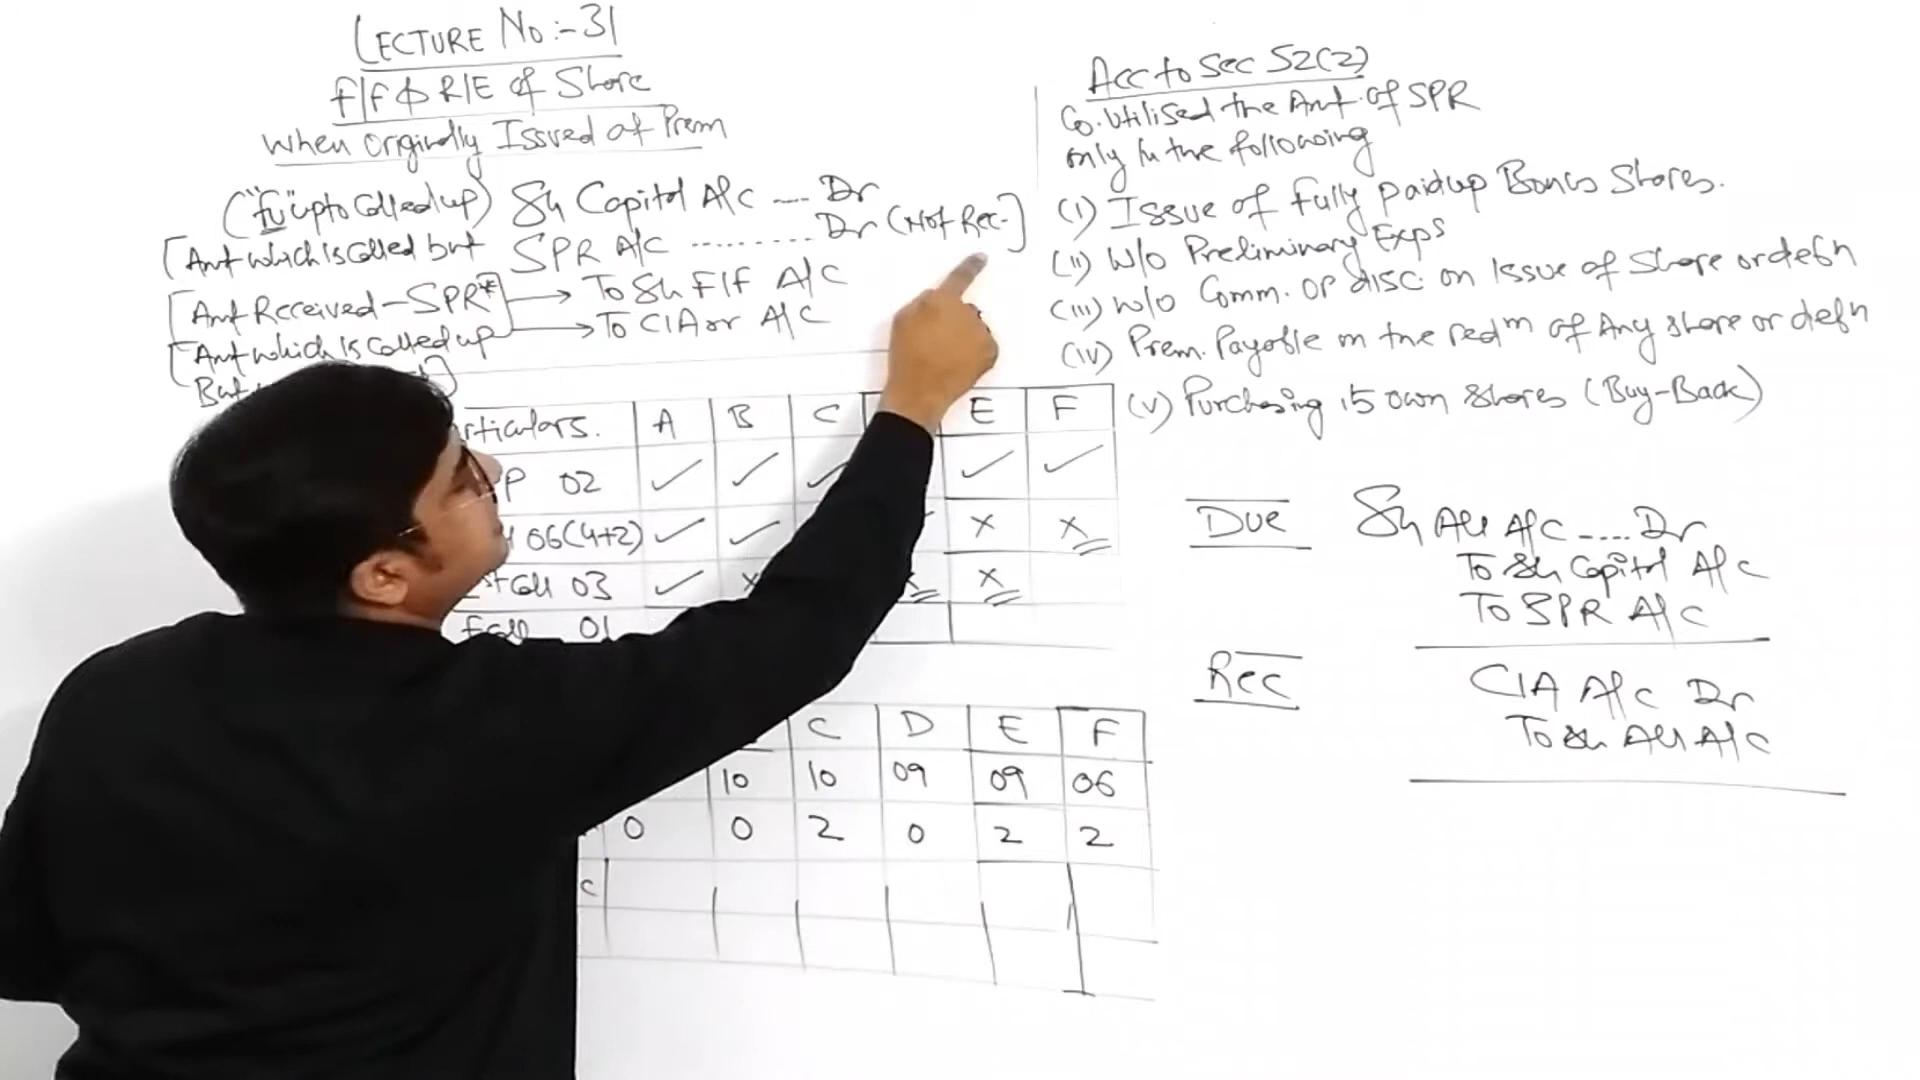 LECTURE No:-31
F/F & R/E of Share
When originally Issued at Prem
("FU" upto Called up) Sh Capital A/c .... Dr
[Amt which is called but SPR A/c ......... Dr (Not Rec-]
[Amt Received - SPR*] → To Sh F/F A/C
[Amt which is called up → To CIAor A/C
But
rticulars. A B C E F
P 02 ✓ ✓ ✓ ✓ ✓
06(4+2) ✓ ✓ x x
st Call 03 ✓ x x x
F Call 01
C D E F
10 10 09 09 06
0 0 2 0 2 2
C
Acc to Sec 52(2)
Co. Utilised the Amt. of SPR
only in the following
(i) Issue of fully paidup Bonus Shares.
(ii) W/o Preliminary Exps
(iii) W/o Comm. or disc. on Issue of Share or debn
(iv) Prem. Payable on the redm of Any share or debn
(v) Purchasing its own shares (Buy-Back)
Due Sh All A/C .... Dr
To Sh Capital A/c
To SPR A/c
Rec CIA A/c Dr
To Sh All A/c